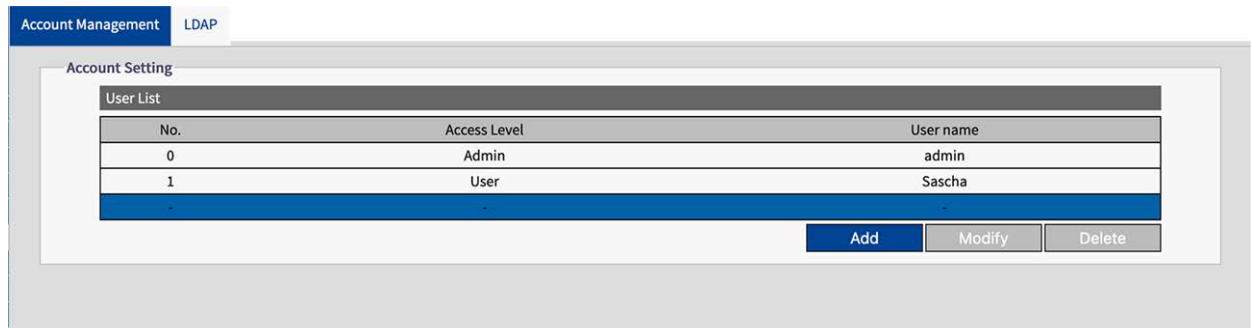 Account Management LDAP
Account Setting
User List
No. Access Level User name
0 Admin admin
1 User Sascha
- - -
Add Modify Delete